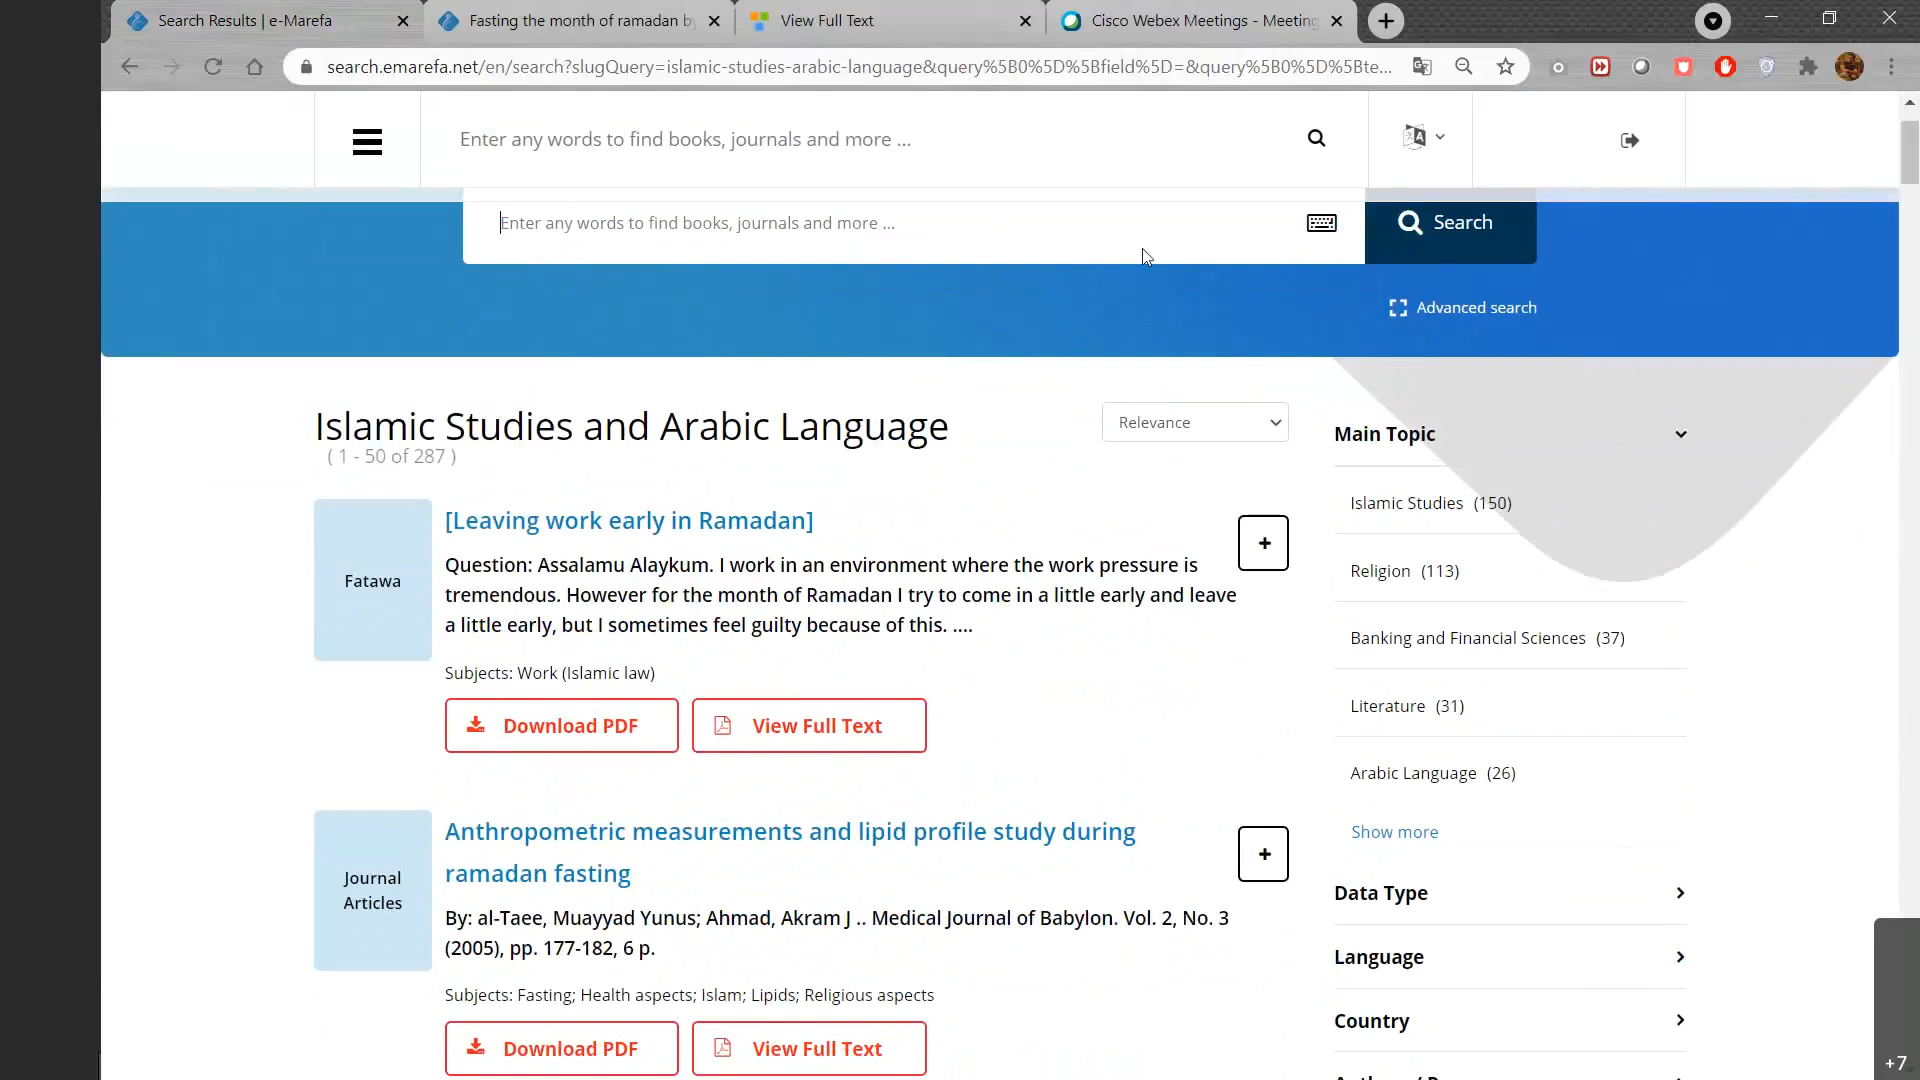 Search Results | e-Marefa
Fasting the month of ramadan by
View Full Text
Cisco Webex Meetings - Meeting
search.emarefa.net/en/search?slugQuery=islamic-studies-arabic-language&query%5B0%5D%5Bfield%5D=&query%5B0%5D%5Bte...
Enter any words to find books, journals and more ...
Enter any words to find books, journals and more ...
Search
Advanced search
Islamic Studies and Arabic Language
( 1 - 50 of 287 )
Relevance
Fatawa
[Leaving work early in Ramadan]
Question: Assalamu Alaykum. I work in an environment where the work pressure is
tremendous. However for the month of Ramadan I try to come in a little early and leave
a little early, but I sometimes feel guilty because of this. ....
Subjects: Work (Islamic law)
Download PDF
View Full Text
Journal
Articles
Anthropometric measurements and lipid profile study during
ramadan fasting
By: al-Taee, Muayyad Yunus; Ahmad, Akram J .. Medical Journal of Babylon. Vol. 2, No. 3
(2005), pp. 177-182, 6 p.
Subjects: Fasting; Health aspects; Islam; Lipids; Religious aspects
Download PDF
View Full Text
Main Topic
Islamic Studies (150)
Religion (113)
Banking and Financial Sciences (37)
Literature (31)
Arabic Language (26)
Show more
Data Type
Language
Country
+7